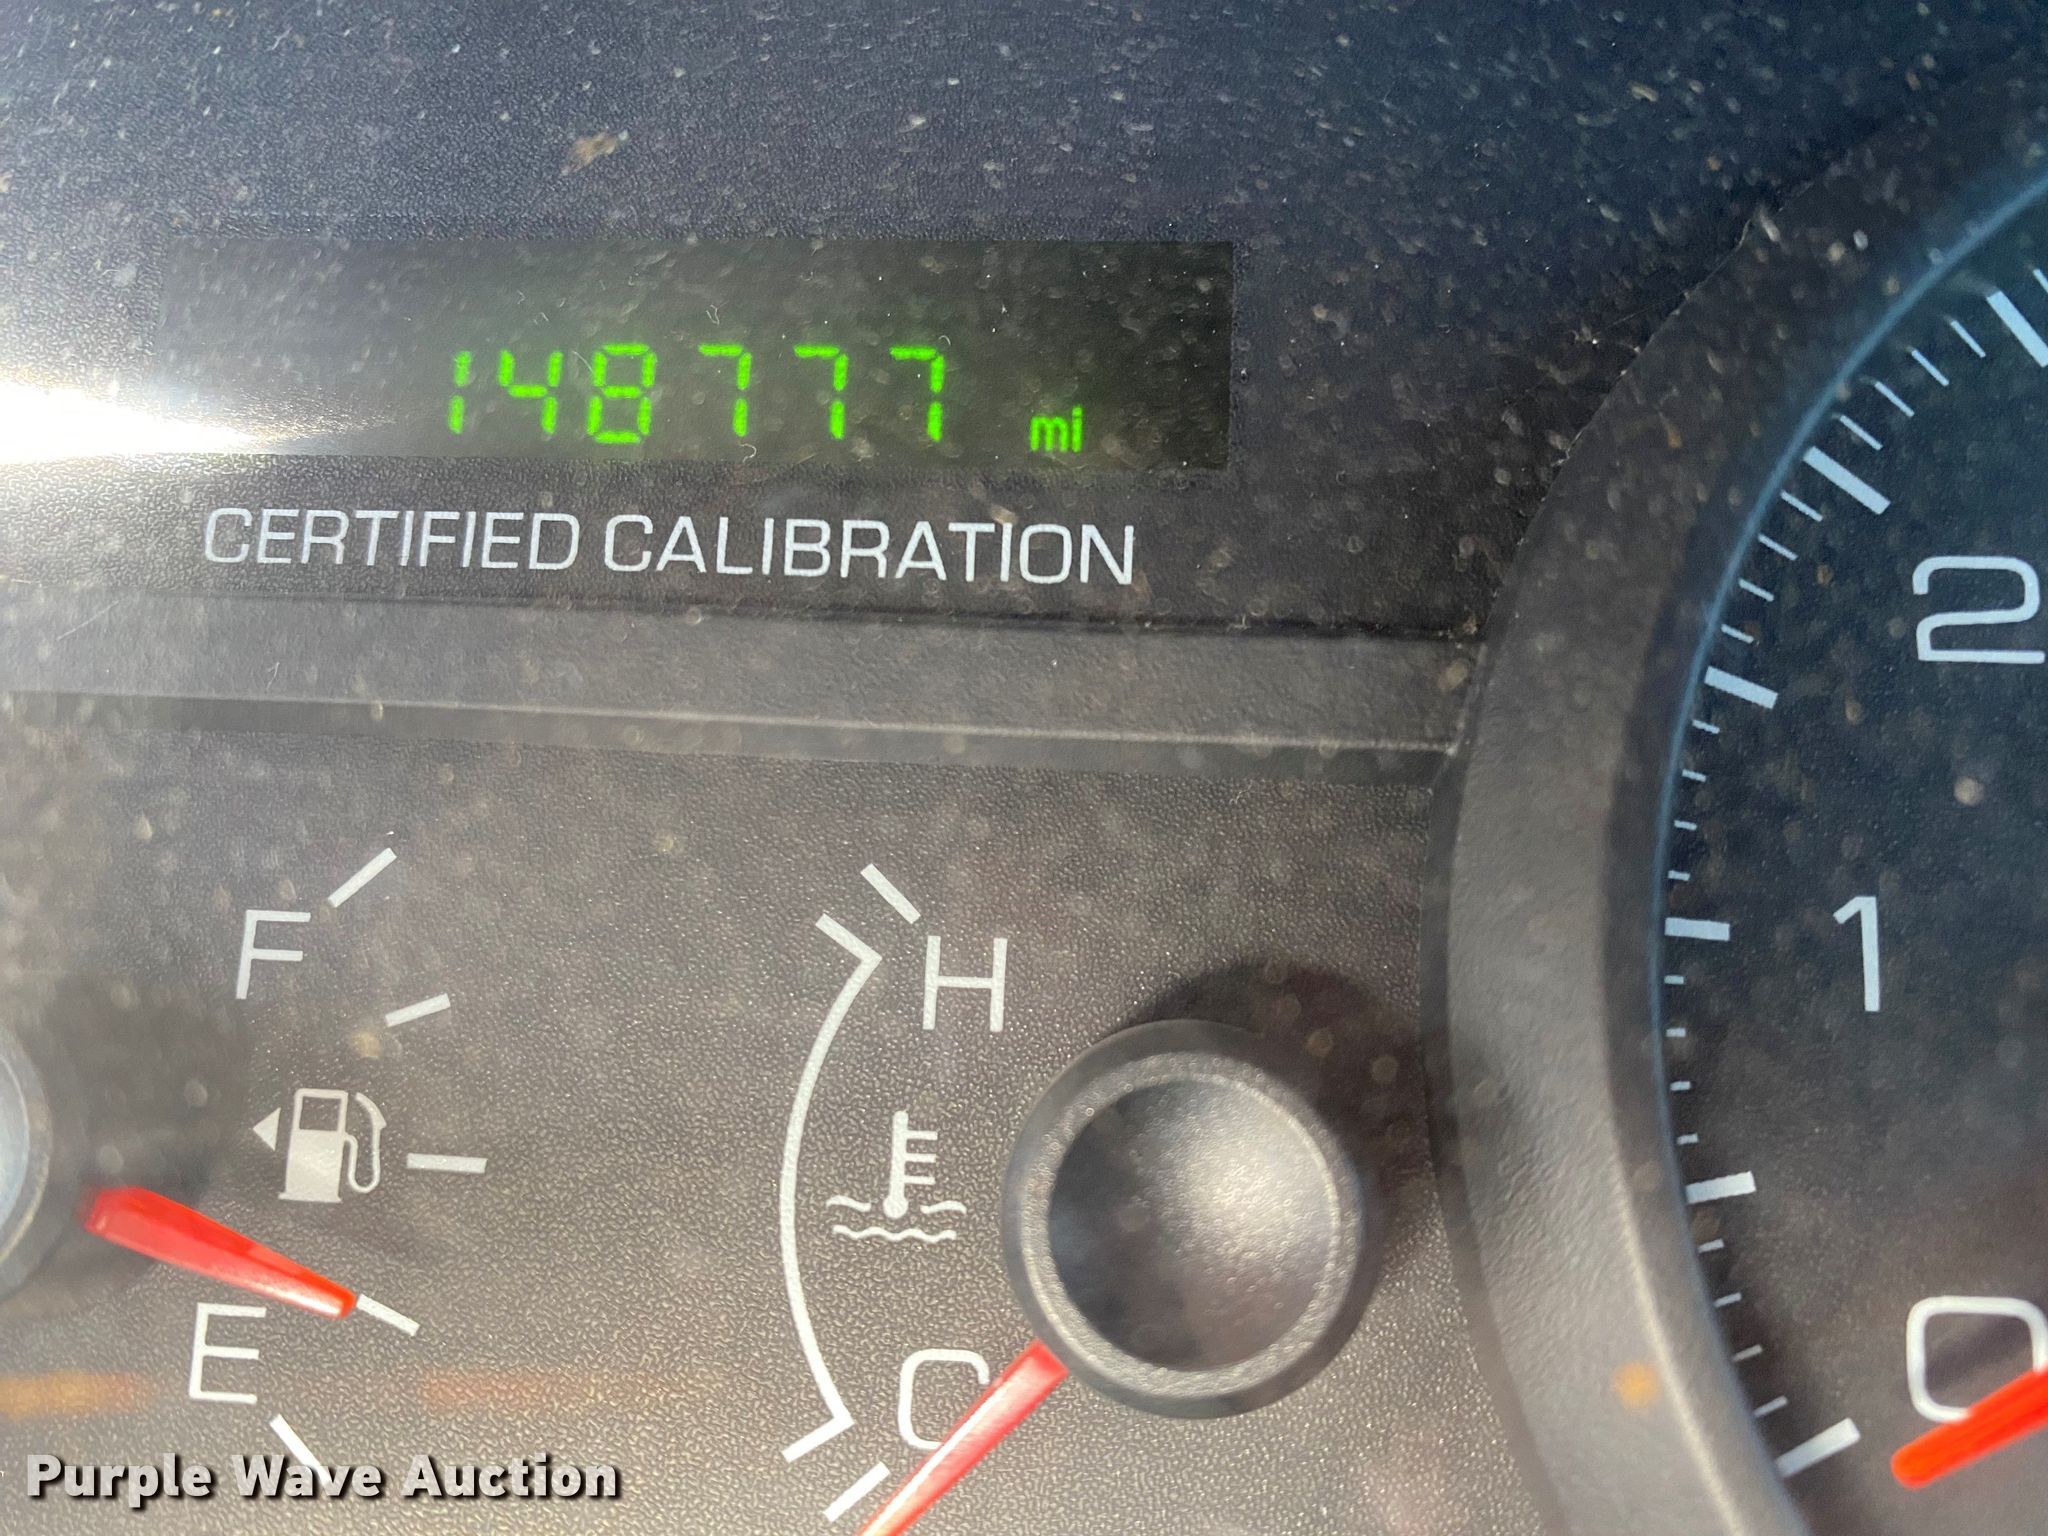 148777 mi
CERTIFIED CALIBRATION
2
F
H
1
E
C
0
Purple Wave Auction